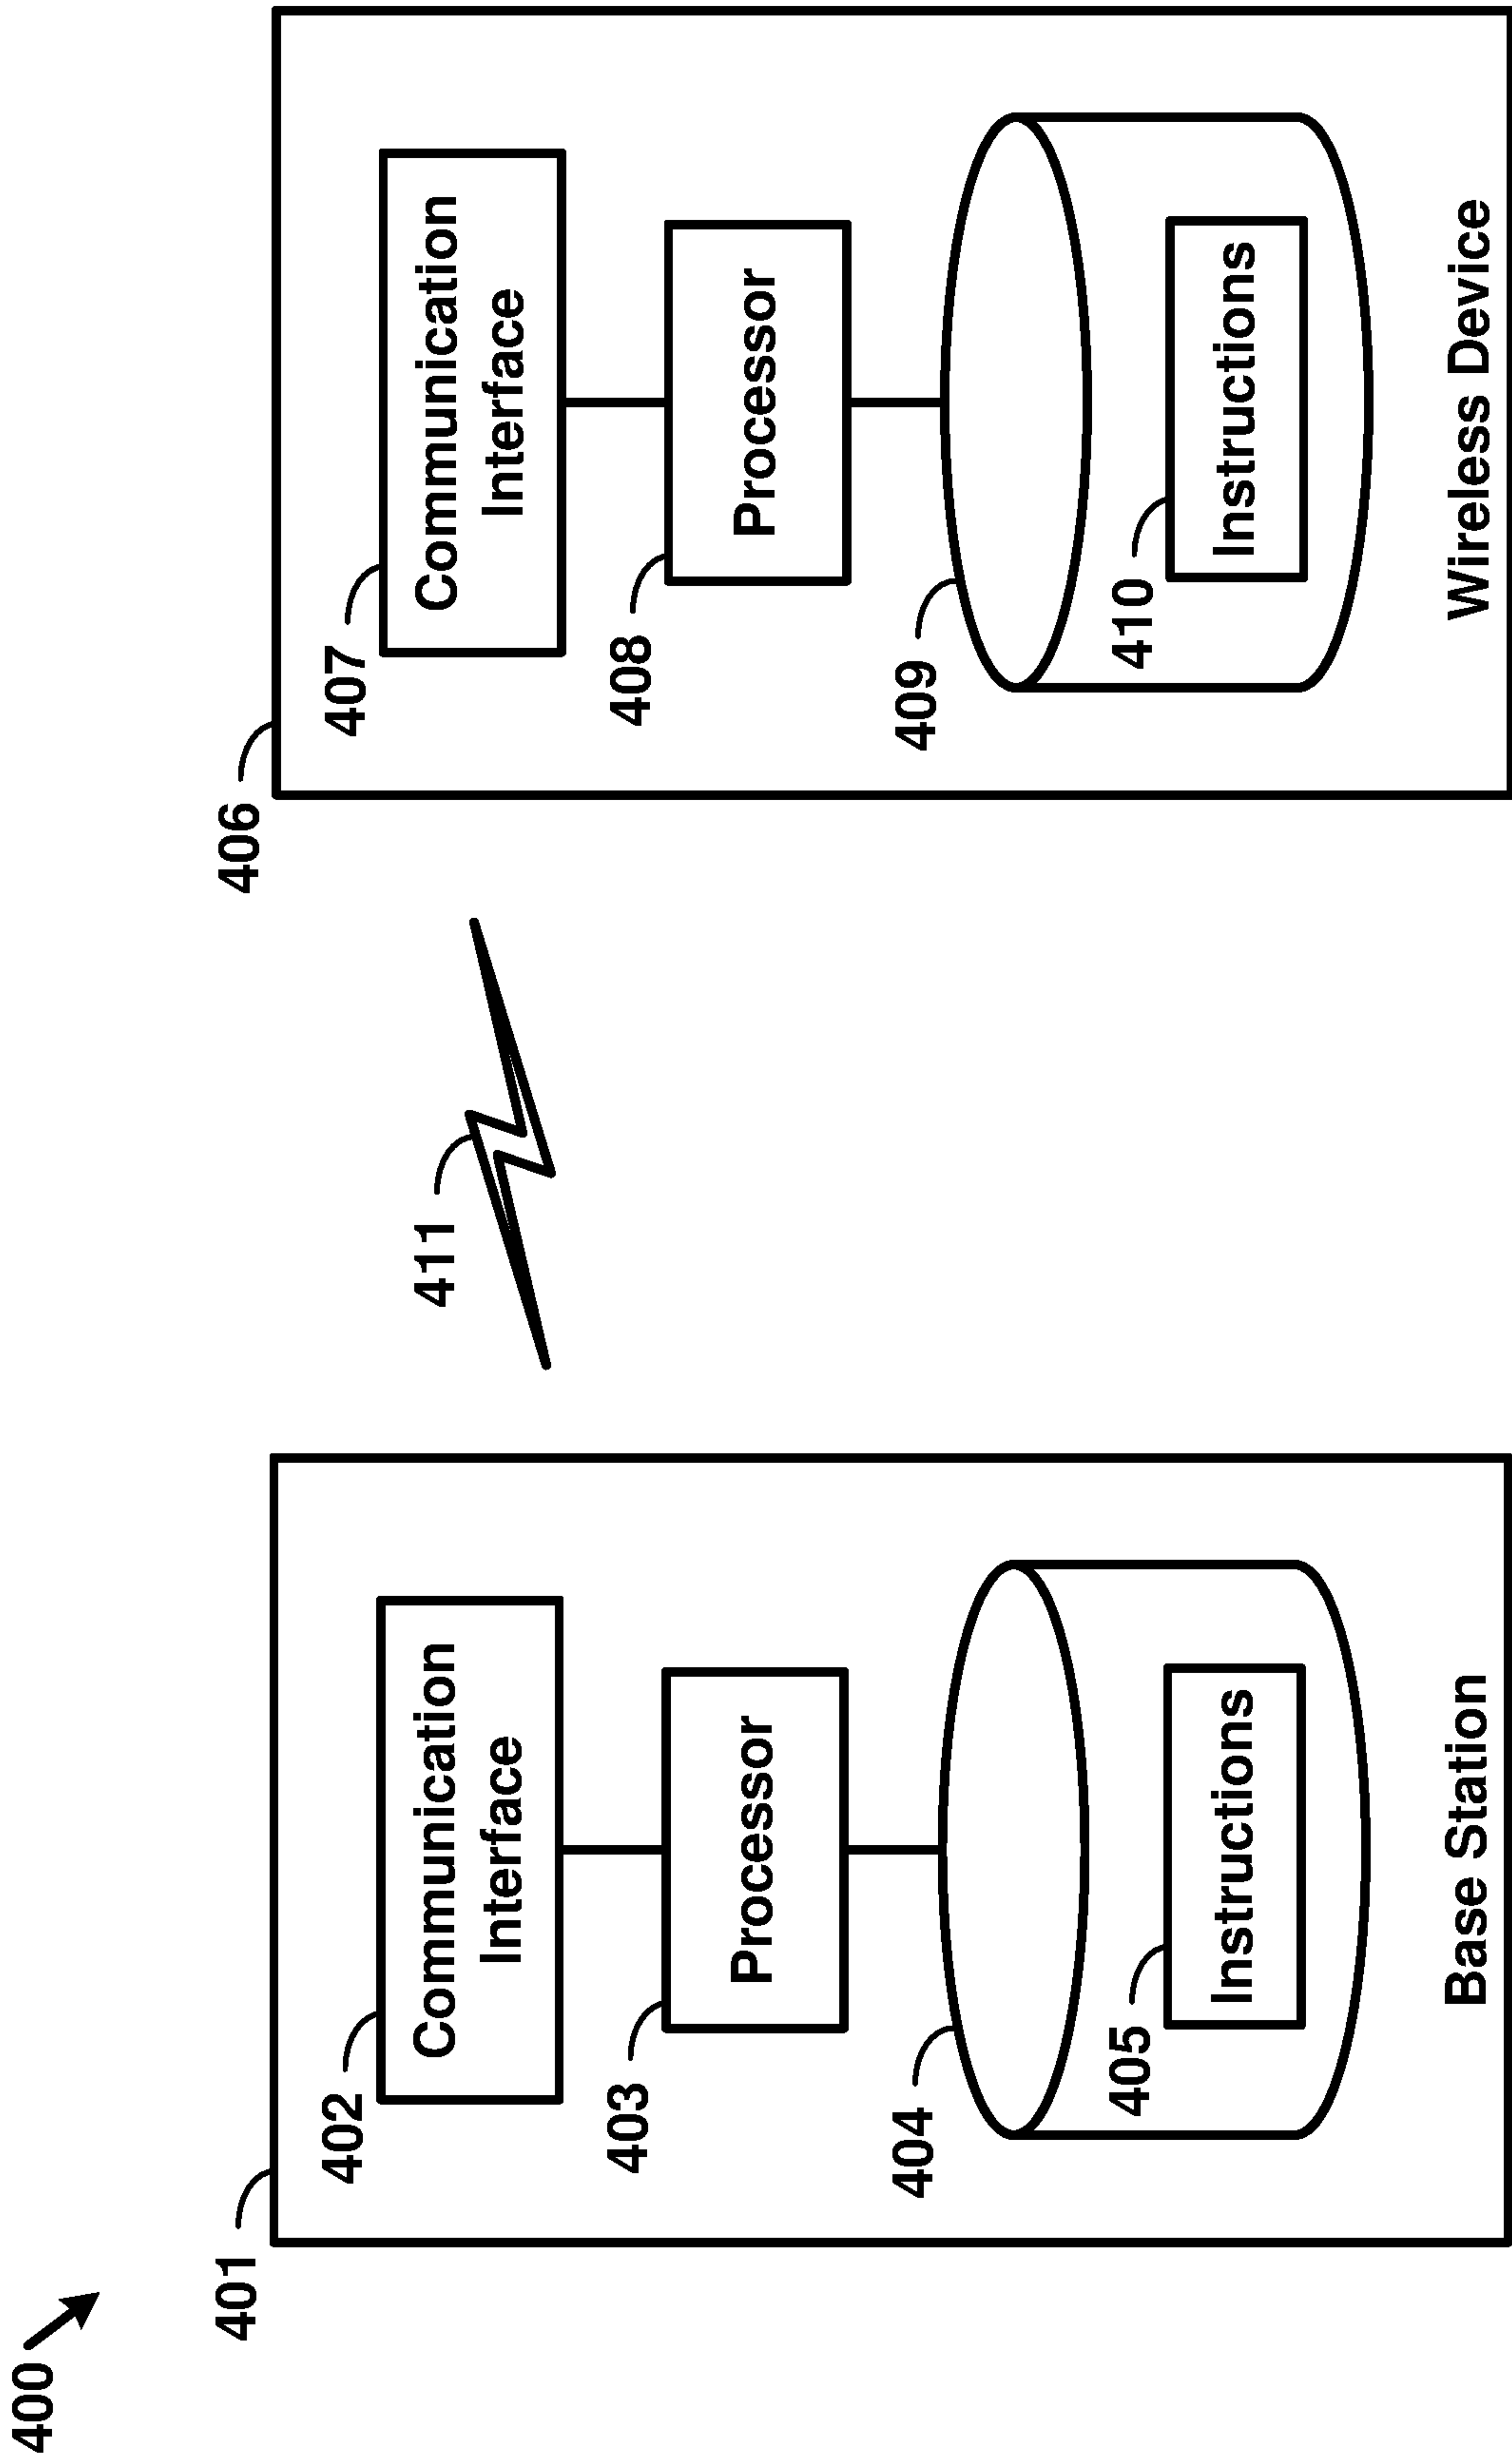 400
401
402
Communication
Interface
403
Processor
404
405
Instructions
Base Station
411
406
407
Communication
Interface
408
Processor
409
410
Instructions
Wireless Device